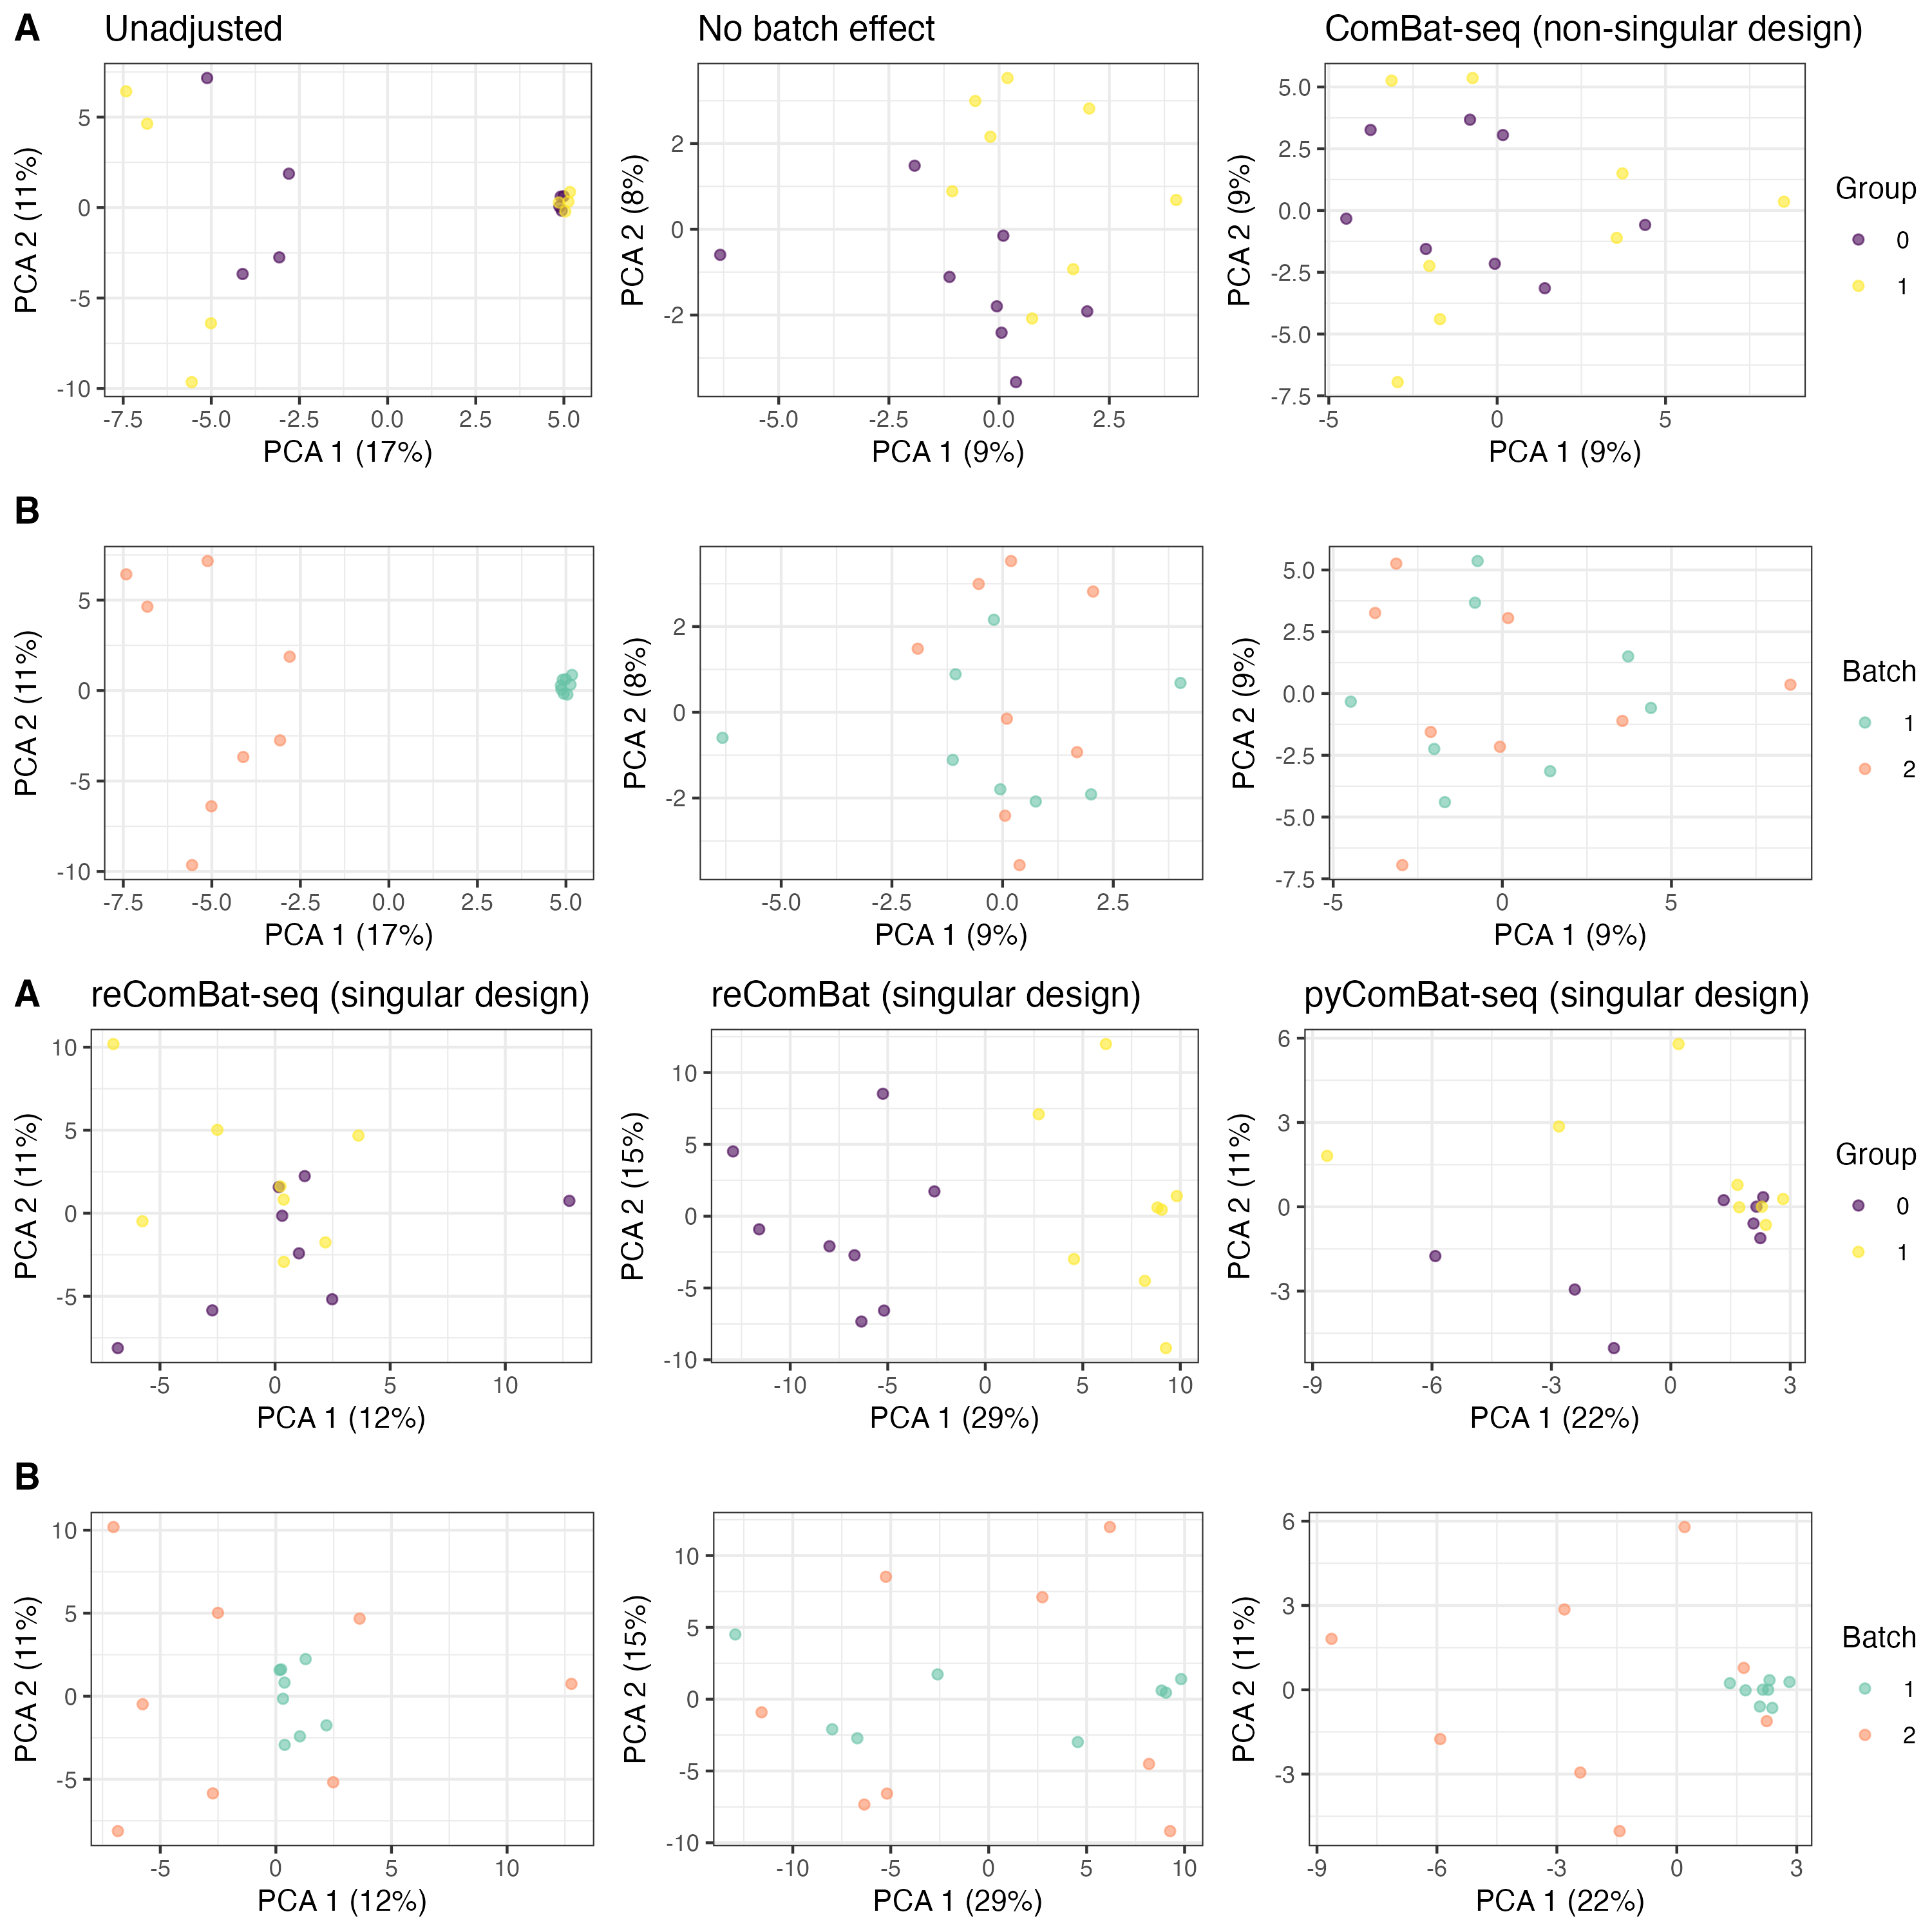 A
Unadjusted
No batch effect
ComBat-seq (non-singular design)
PCA 2 (11%)
5
0
-5
-10
-7.5 -5.0 -2.5 0.0 2.5 5.0
PCA 1 (17%)
PCA 2 (8%)
2
0
-2
-5.0 -2.5 0.0 2.5
PCA 1 (9%)
PCA 2 (9%)
5.0
2.5
0.0
-2.5
-5.0
-7.5
-5 0 5
PCA 1 (9%)
Group
0
1
B
PCA 2 (11%)
5
0
-5
-10
-7.5 -5.0 -2.5 0.0 2.5 5.0
PCA 1 (17%)
PCA 2 (8%)
2
0
-2
-5.0 -2.5 0.0 2.5
PCA 1 (9%)
PCA 2 (9%)
5.0
2.5
0.0
-2.5
-5.0
-7.5
-5 0 5
PCA 1 (9%)
Batch
1
2
A
reComBat-seq (singular design)
reComBat (singular design)
pyComBat-seq (singular design)
PCA 2 (11%)
10
5
0
-5
-5 0 5 10
PCA 1 (12%)
PCA 2 (15%)
10
5
0
-5
-10
-10 -5 0 5 10
PCA 1 (29%)
PCA 2 (11%)
6
3
0
-3
-9 -6 -3 0 3
PCA 1 (22%)
Group
0
1
B
PCA 2 (11%)
10
5
0
-5
-5 0 5 10
PCA 1 (12%)
PCA 2 (15%)
10
5
0
-5
-10
-10 -5 0 5 10
PCA 1 (29%)
PCA 2 (11%)
6
3
0
-3
-9 -6 -3 0 3
PCA 1 (22%)
Batch
1
2